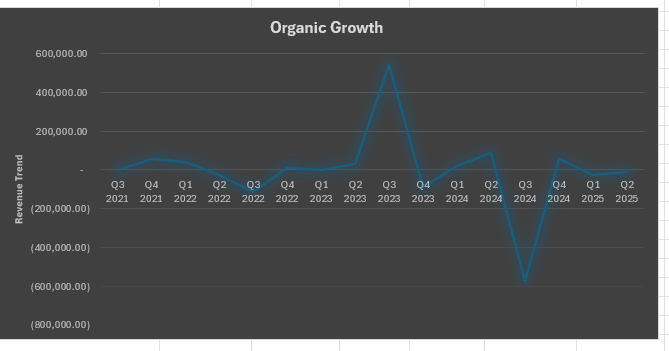 Organic Growth
600,000.00
400,000.00
200,000.00
-
(200,000.00)
(400,000.00)
(600,000.00)
(800,000.00)
Revenue Trend
Q3 Q4 Q1 Q2 Q3 Q4 Q1 Q2 Q3 Q4 Q1 Q2 Q3 Q4 Q1 Q2
2021 2021 2022 2022 2022 2022 2023 2023 2023 2023 2024 2024 2024 2024 2025 2025